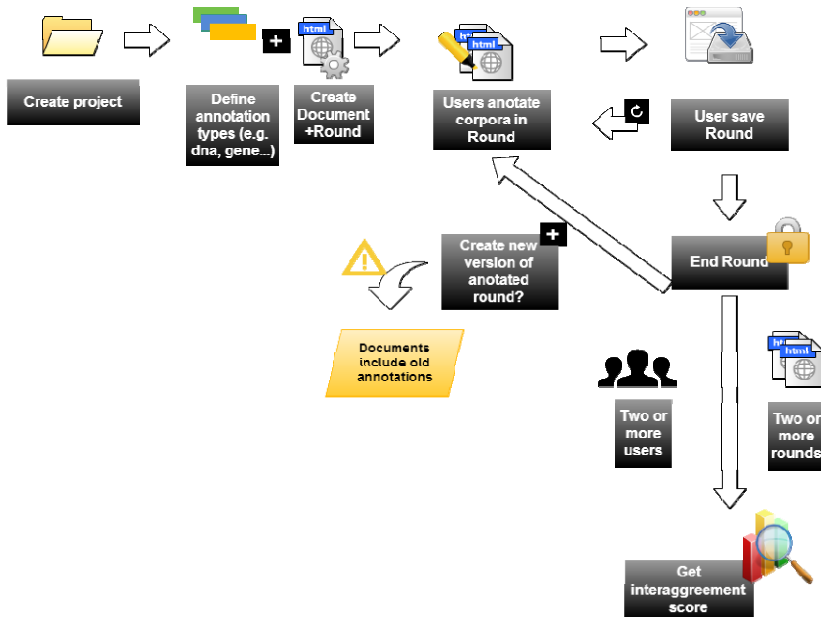 html
html
html
html
Create project
Define
annotation
types (e.g.
dna, gene...)
Create
Document
+Round
Users anotate
corpora in
Round
User save
Round
Create new
version of
anotated
round?
End Round
Documents
include old
annotations
ht
html
Two or
more
users
Two or
more
rounds
Get
interaggreement
score